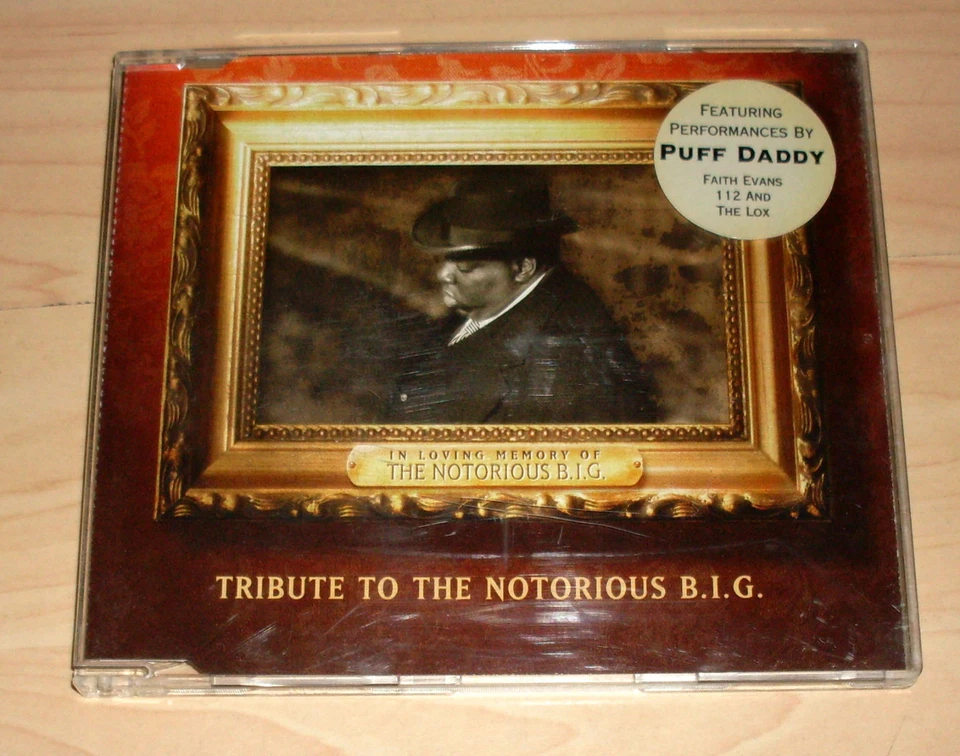 FEATURING
PERFORMANCES BY
PUFF DADDY
FAITH EVANS
112 AND
THE LOX
IN LOVING MEMORY OF
THE NOTORIOUS B.I.G.
TRIBUTE TO THE NOTORIOUS B.I.G.